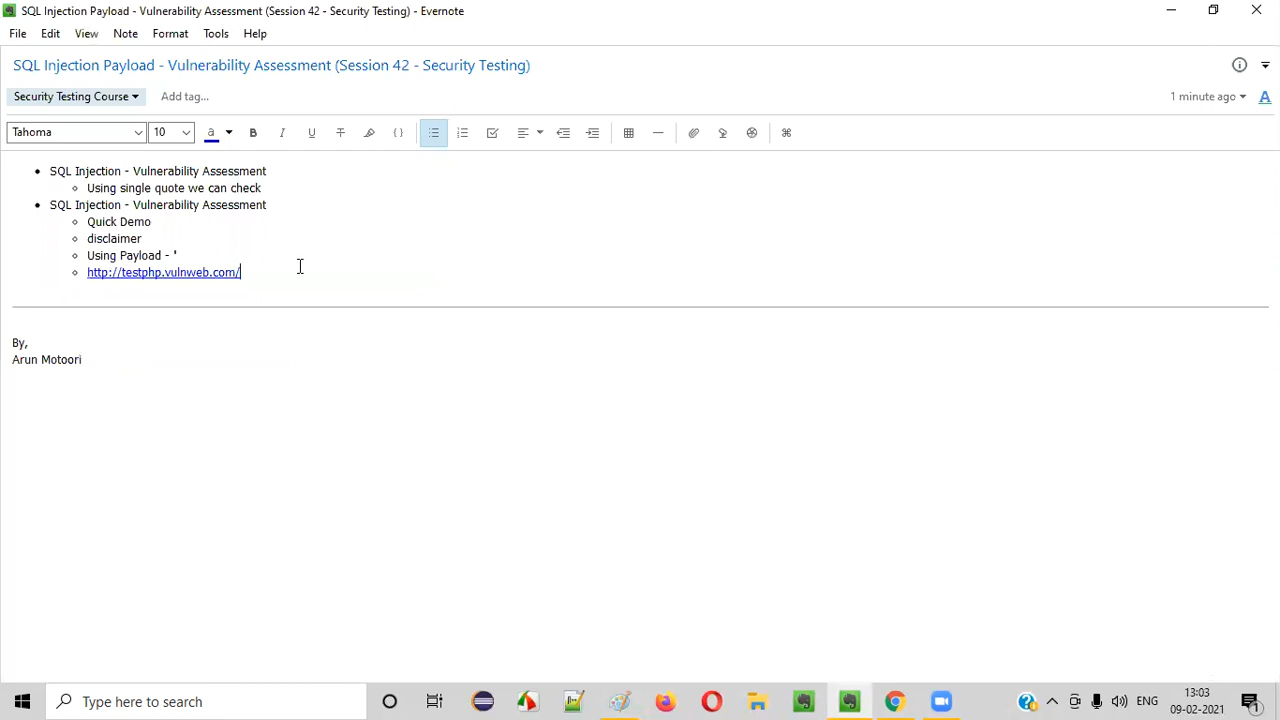 SQL Injection Payload - Vulnerability Assessment (Session 42 - Security Testing) - Evernote
File Edit View Note Format Tools Help
SQL Injection Payload - Vulnerability Assessment (Session 42 - Security Testing)
Security Testing Course Add tag... 1 minute ago
Tahoma 10
SQL Injection - Vulnerability Assessment
Using single quote we can check
SQL Injection - Vulnerability Assessment
Quick Demo
disclaimer
Using Payload - '
http://testphp.vulnweb.com/
By,
Arun Motoori
Type here to search ENG 13:03
09-02-2021